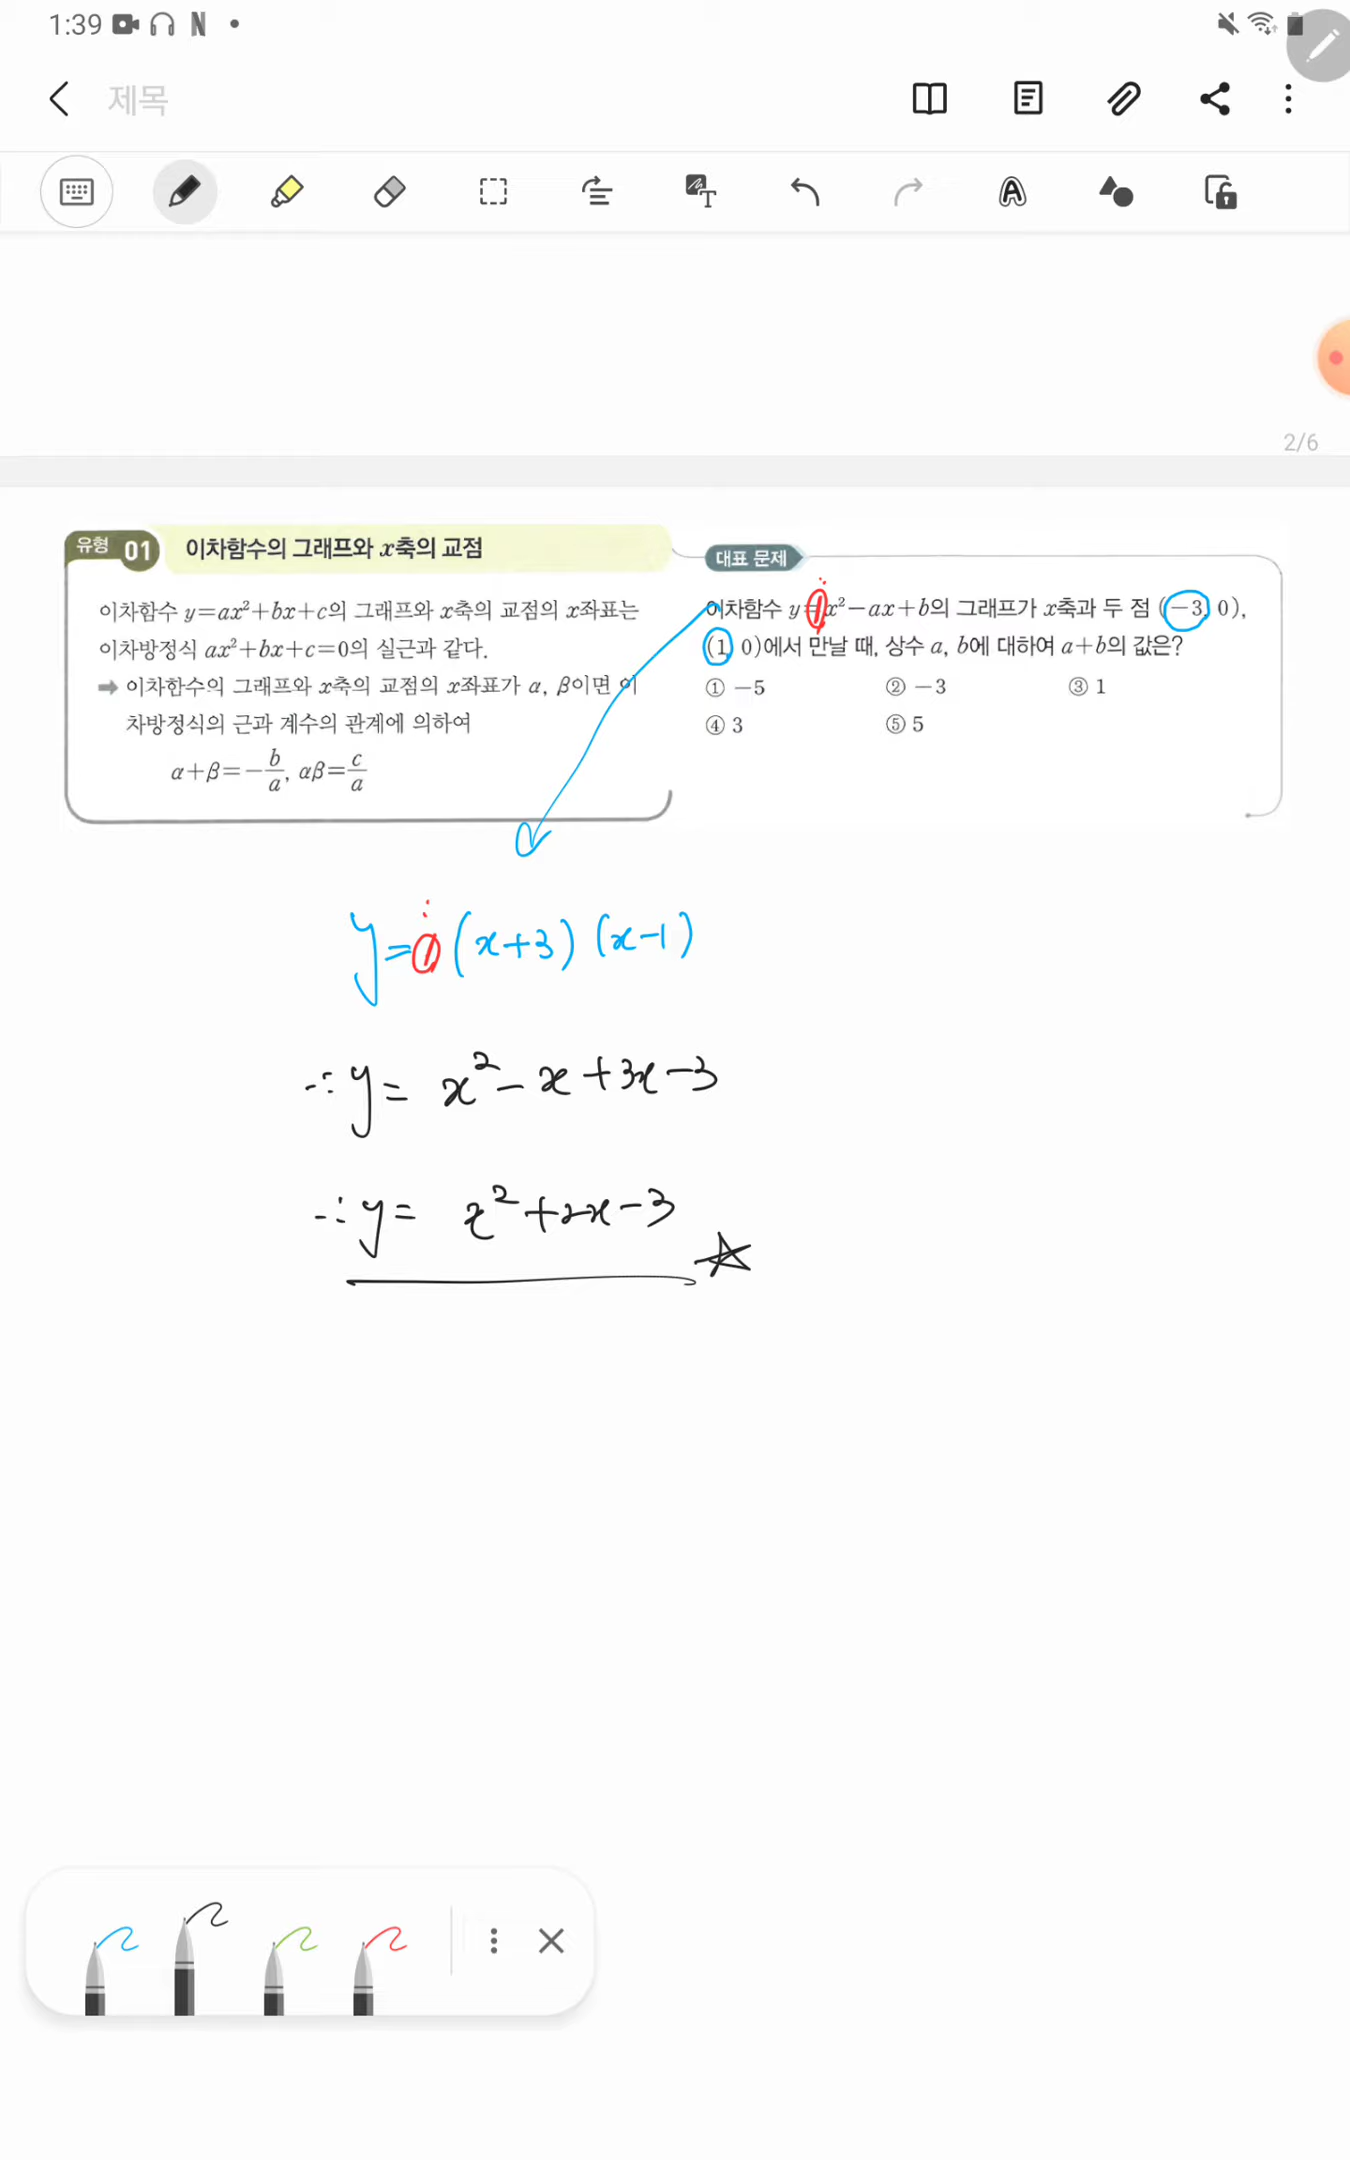 1:39 N
제목
2/6
유형 01 이차함수의 그래프와 x축의 교점
이차함수 y=ax²+bx+c의 그래프와 x축의 교점의 x좌표는
이차방정식 ax²+bx+c=0의 실근과 같다.
➡ 이차함수의 그래프와 x축의 교점의 x좌표가 α, β이면 이
차방정식의 근과 계수의 관계에 의하여
α+β=-b/a, αβ=c/a
대표 문제
이차함수 y=x²-ax+b의 그래프가 x축과 두 점 (-3, 0),
(1, 0)에서 만날 때, 상수 a, b에 대하여 a+b의 값은?
① -5 ② -3 ③ 1
④ 3 ⑤ 5
y=1(x+3)(x-1)
∴y= x²-x+3x-3
∴y= x²+2x-3